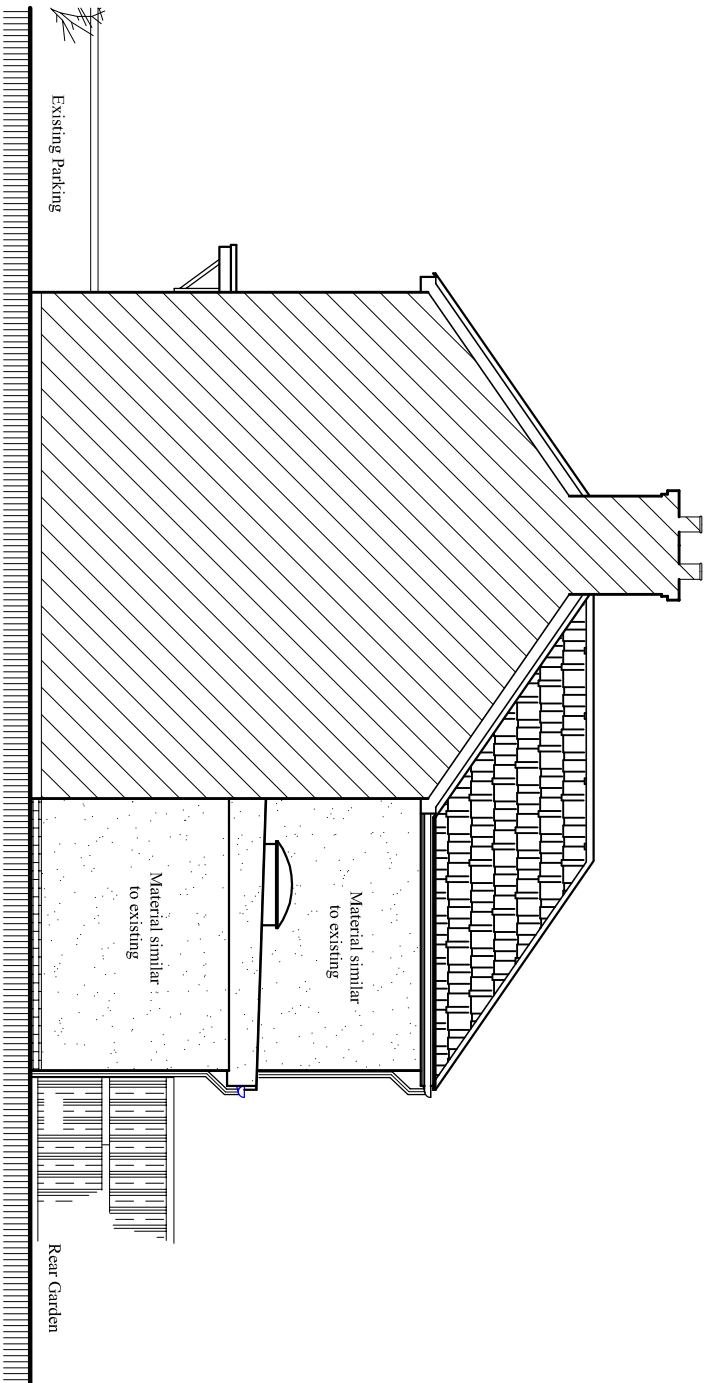 Existing Parking
Material similar
to existing
Material similar
to existing
Rear Garden